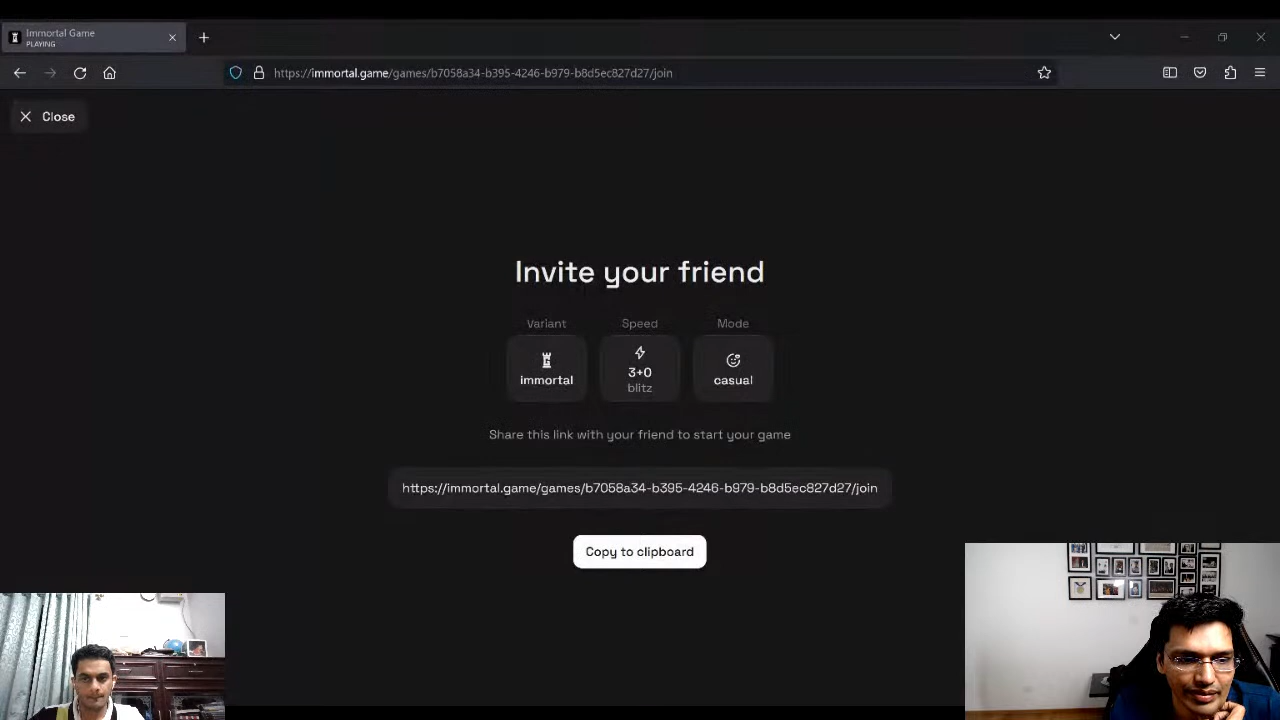 Immortal Game
PLAYING
https://immortal.game/games/b7058a34-b395-4246-b979-b8d5ec827d27/join
Close
Invite your friend
Variant Speed Mode
immortal
3+0
blitz
casual
Share this link with your friend to start your game
https://immortal.game/games/b7058a34-b395-4246-b979-b8d5ec827d27/join
Copy to clipboard